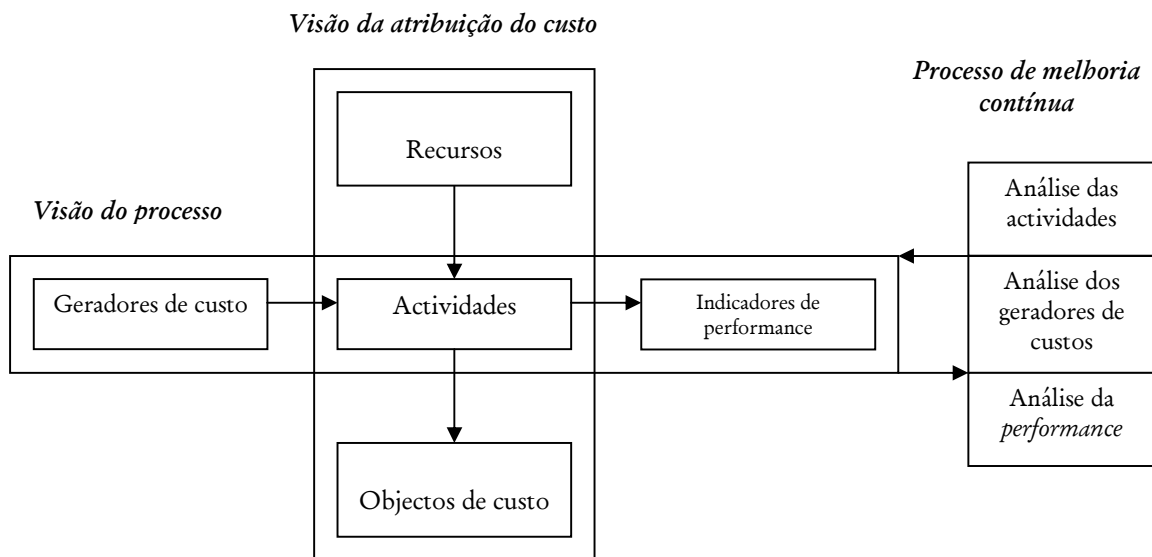 Visão da atribuição do custo
Processo de melhoria
contínua
Recursos
Análise das
actividades
Visão do processo
Geradores de custo
Actividades
Indicadores de
performance
Análise dos
geradores de
custos
Análise da
performance
Objectos de custo